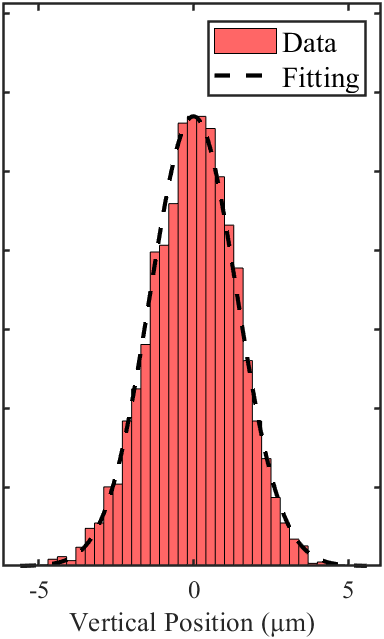 Data
Fitting
-5 0 5
Vertical Position (μm)